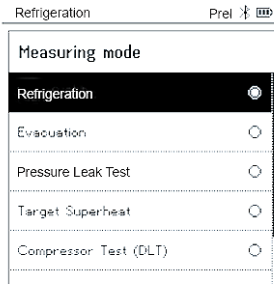 Refrigeration Prel
Measuring mode
Refrigeration
Evacuation
Pressure Leak Test
Target Superheat
Compressor Test (DLT)